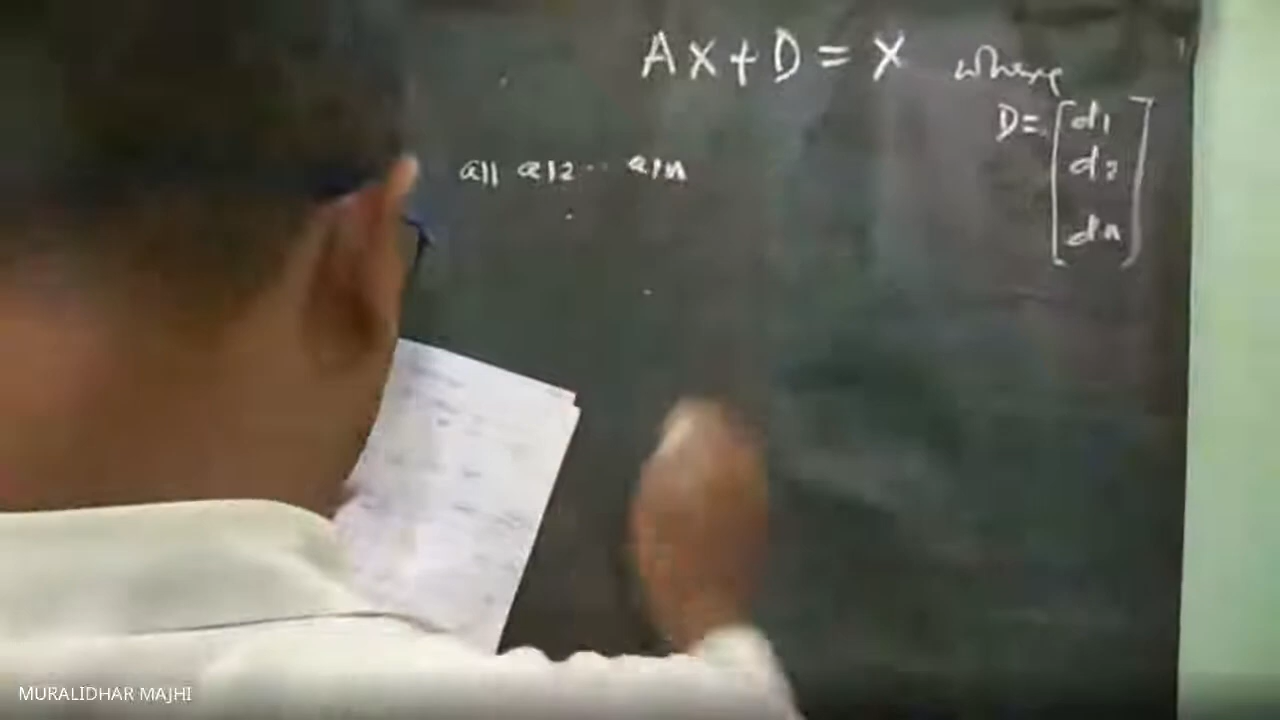 AX+D=X where
D=[d1
d2
dn]
a11 a12 -- a1n
MURALIDHAR MAJHI